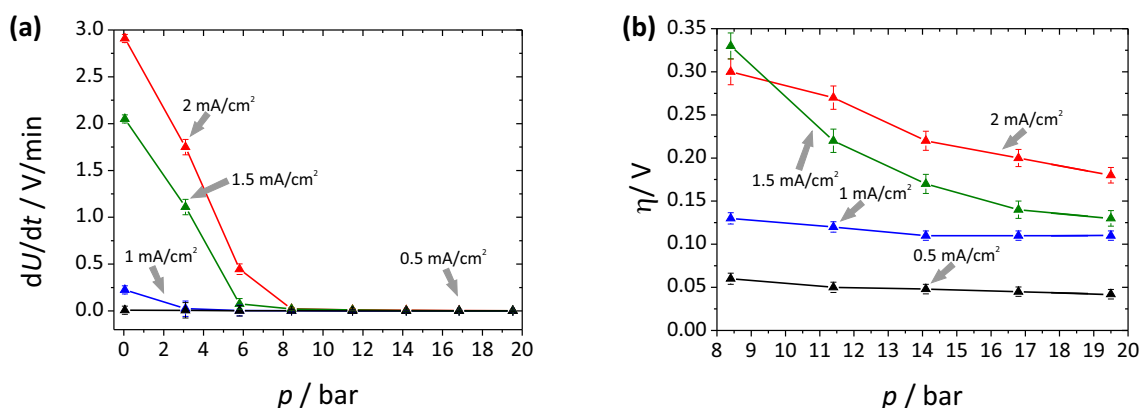 (a)
3.0
2.5
2.0
1.5
1.0
0.5
0.0
dU/dt / V/min
2 mA/cm²
1.5 mA/cm²
1 mA/cm²
0.5 mA/cm²
0 2 4 6 8 10 12 14 16 18 20
p / bar
(b)
0.35
0.30
0.25
0.20
0.15
0.10
0.05
0.00
η/ V
2 mA/cm²
1.5 mA/cm²
1 mA/cm²
0.5 mA/cm²
8 9 10 11 12 13 14 15 16 17 18 19 20
p / bar